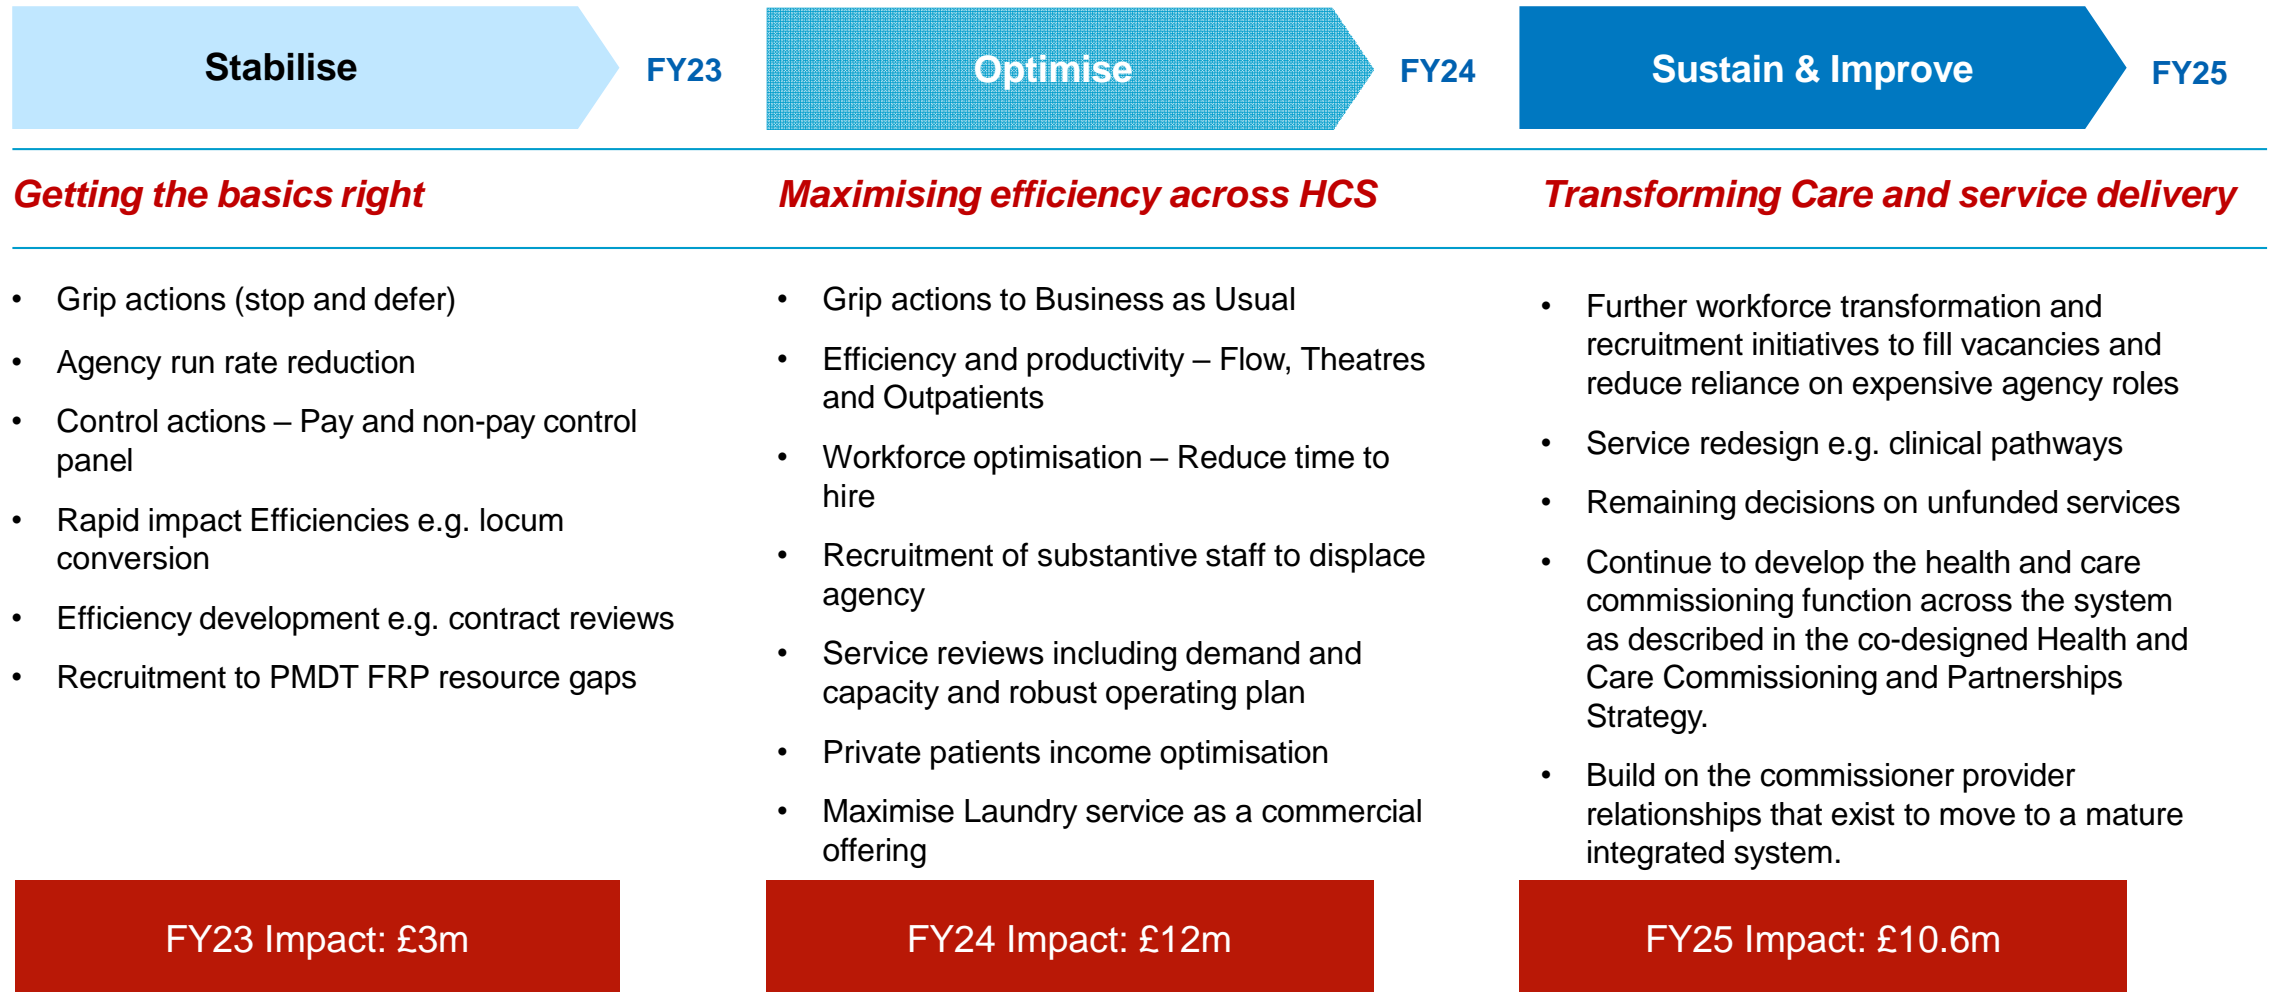 Stabilise
FY23
Optimise
FY24
Sustain & Improve
FY25
Getting the basics right
Maximising efficiency across HCS
Transforming Care and service delivery
• Grip actions (stop and defer)
• Agency run rate reduction
• Control actions – Pay and non-pay control
panel
• Rapid impact Efficiencies e.g. locum
conversion
• Efficiency development e.g. contract reviews
• Recruitment to PMDT FRP resource gaps
• Grip actions to Business as Usual
• Efficiency and productivity – Flow, Theatres
and Outpatients
• Workforce optimisation – Reduce time to
hire
• Recruitment of substantive staff to displace
agency
• Service reviews including demand and
capacity and robust operating plan
• Private patients income optimisation
• Maximise Laundry service as a commercial
offering
• Further workforce transformation and
recruitment initiatives to fill vacancies and
reduce reliance on expensive agency roles
• Service redesign e.g. clinical pathways
• Remaining decisions on unfunded services
• Continue to develop the health and care
commissioning function across the system
as described in the co-designed Health and
Care Commissioning and Partnerships
Strategy.
• Build on the commissioner provider
relationships that exist to move to a mature
integrated system.
FY23 Impact: £3m
FY24 Impact: £12m
FY25 Impact: £10.6m